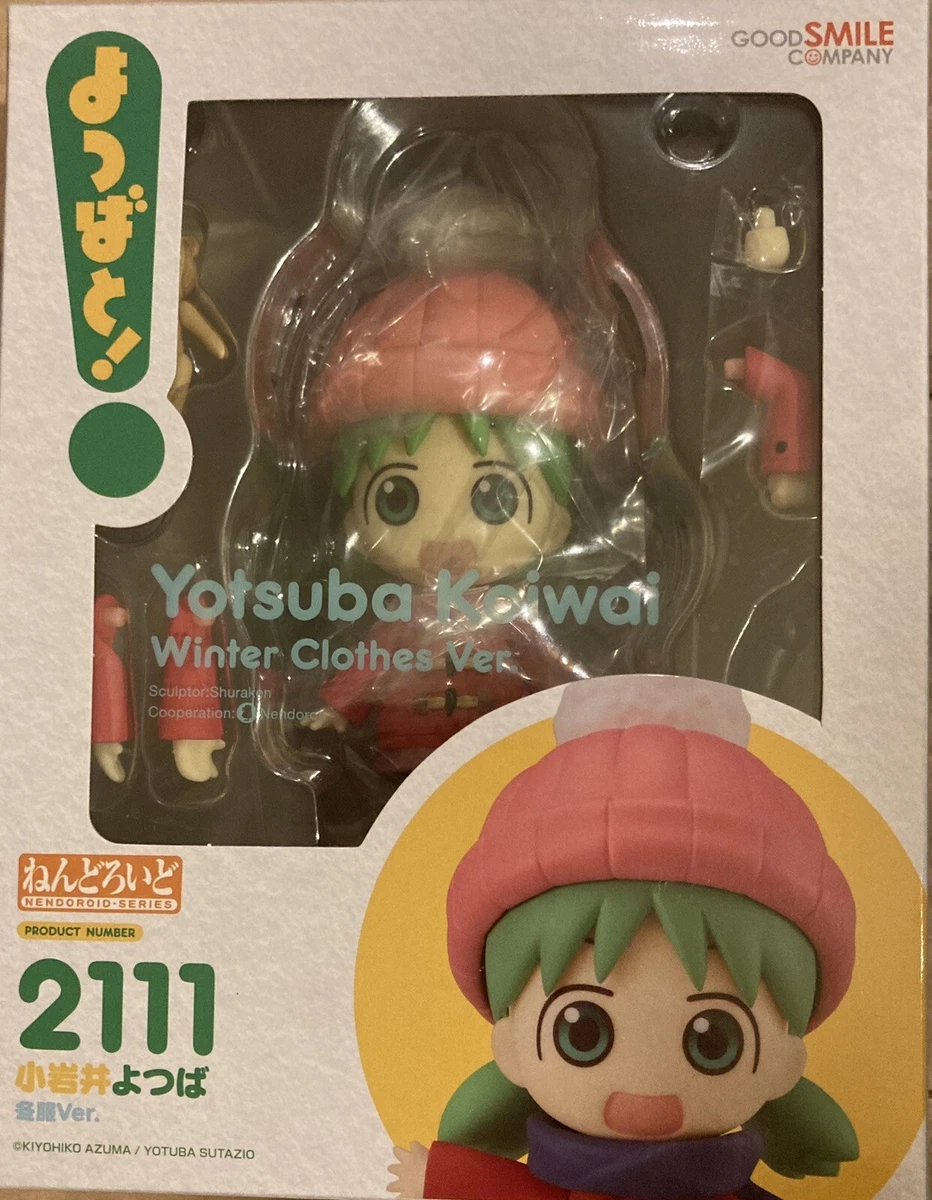 よつばと!
GOODSMILE
COMPANY
Yotsuba Koiwai
Winter Clothes Ver.
Sculptor:Shuraken
Cooperation: Nendoro
ねんどろいど
NENDOROID・SERIES
PRODUCT NUMBER
2111
小岩井よつば
冬服Ver.
©KIYOHIKO AZUMA / YOTUBA SUTAZIO